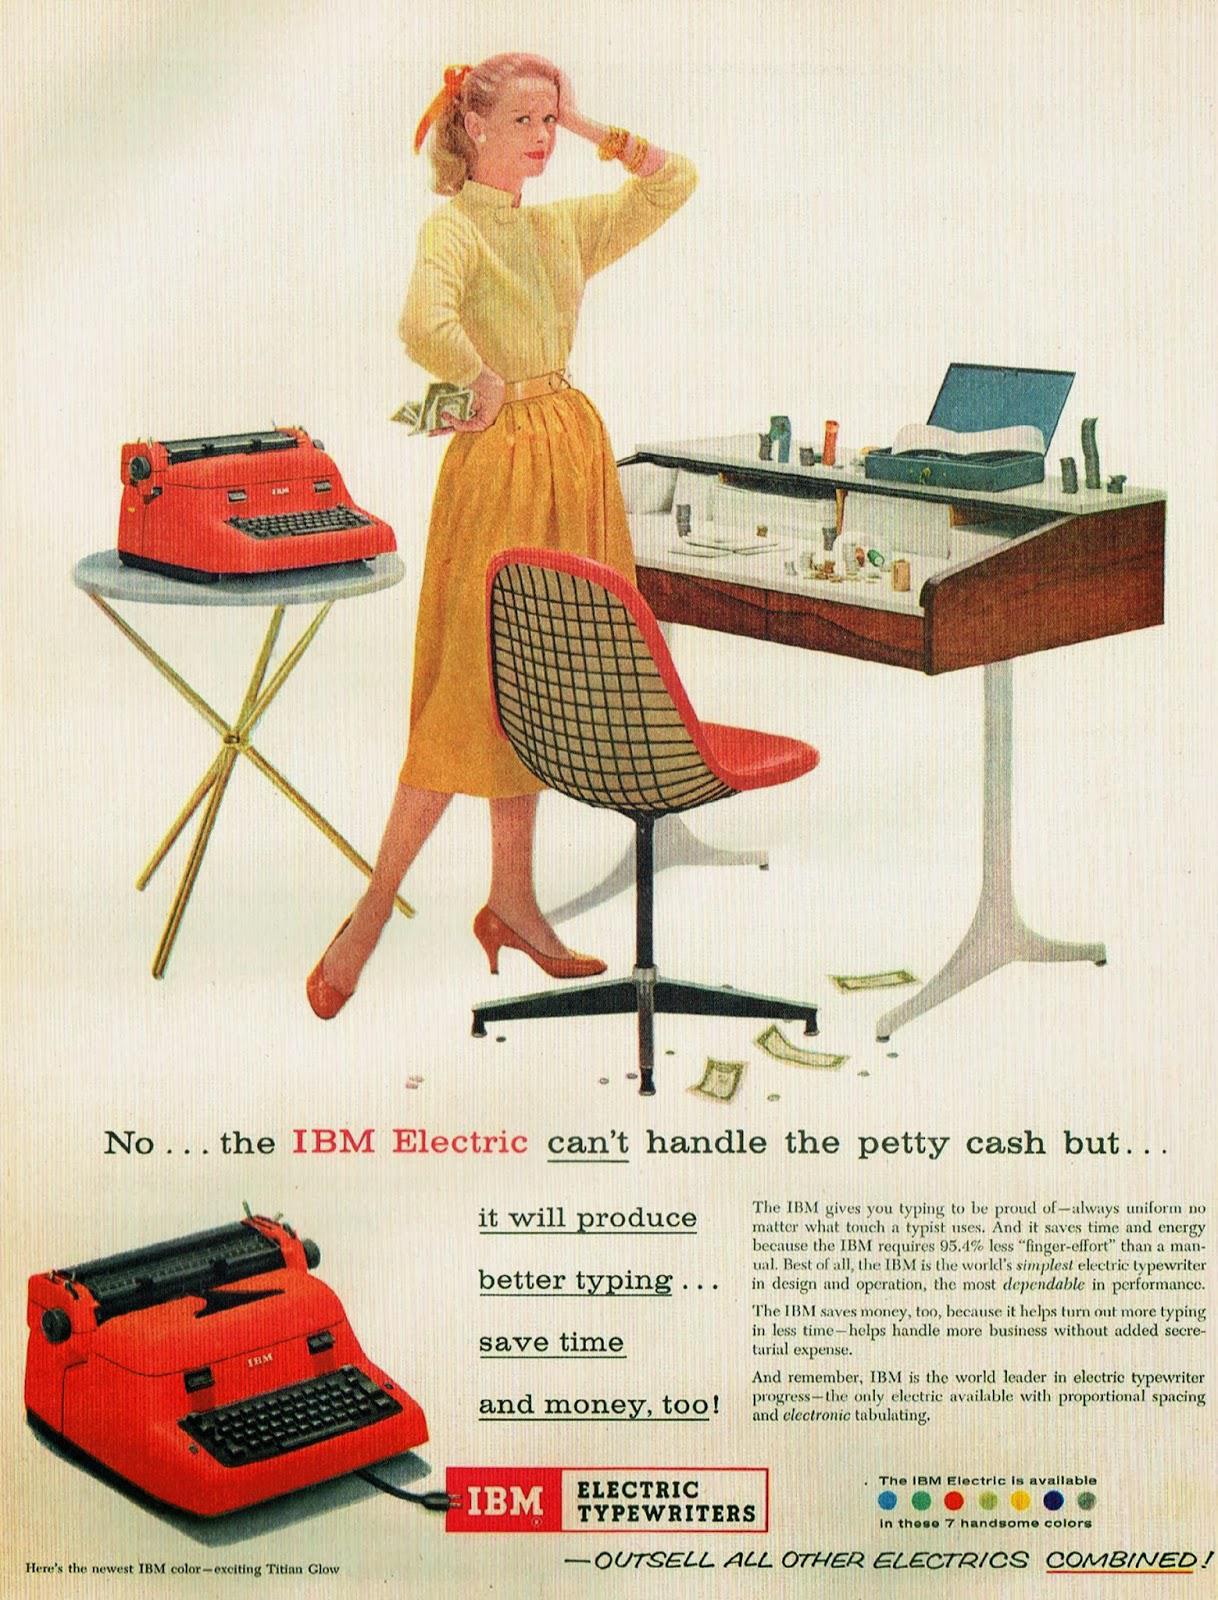 IBM
No . . . the IBM Electric can't handle the petty cash but . . .
IBM
it will produce
better typing . . .
save time
and money, too!
The IBM gives you typing to be proud of—always uniform no
matter what touch a typist uses. And it saves time and energy
because the IBM requires 95.4% less "finger-effort" than a man-
ual. Best of all, the IBM is the world's simplest electric typewriter
in design and operation, the most dependable in performance.
The IBM saves money, too, because it helps turn out more typing
in less time—helps handle more business without added secre-
tarial expense.
And remember, IBM is the world leader in electric typewriter
progress—the only electric available with proportional spacing
and electronic tabulating.
IBM®
ELECTRIC
TYPEWRITERS
The IBM Electric is available
in these 7 handsome colors
Here's the newest IBM color—exciting Titian Glow
—OUTSELL ALL OTHER ELECTRICS COMBINED!